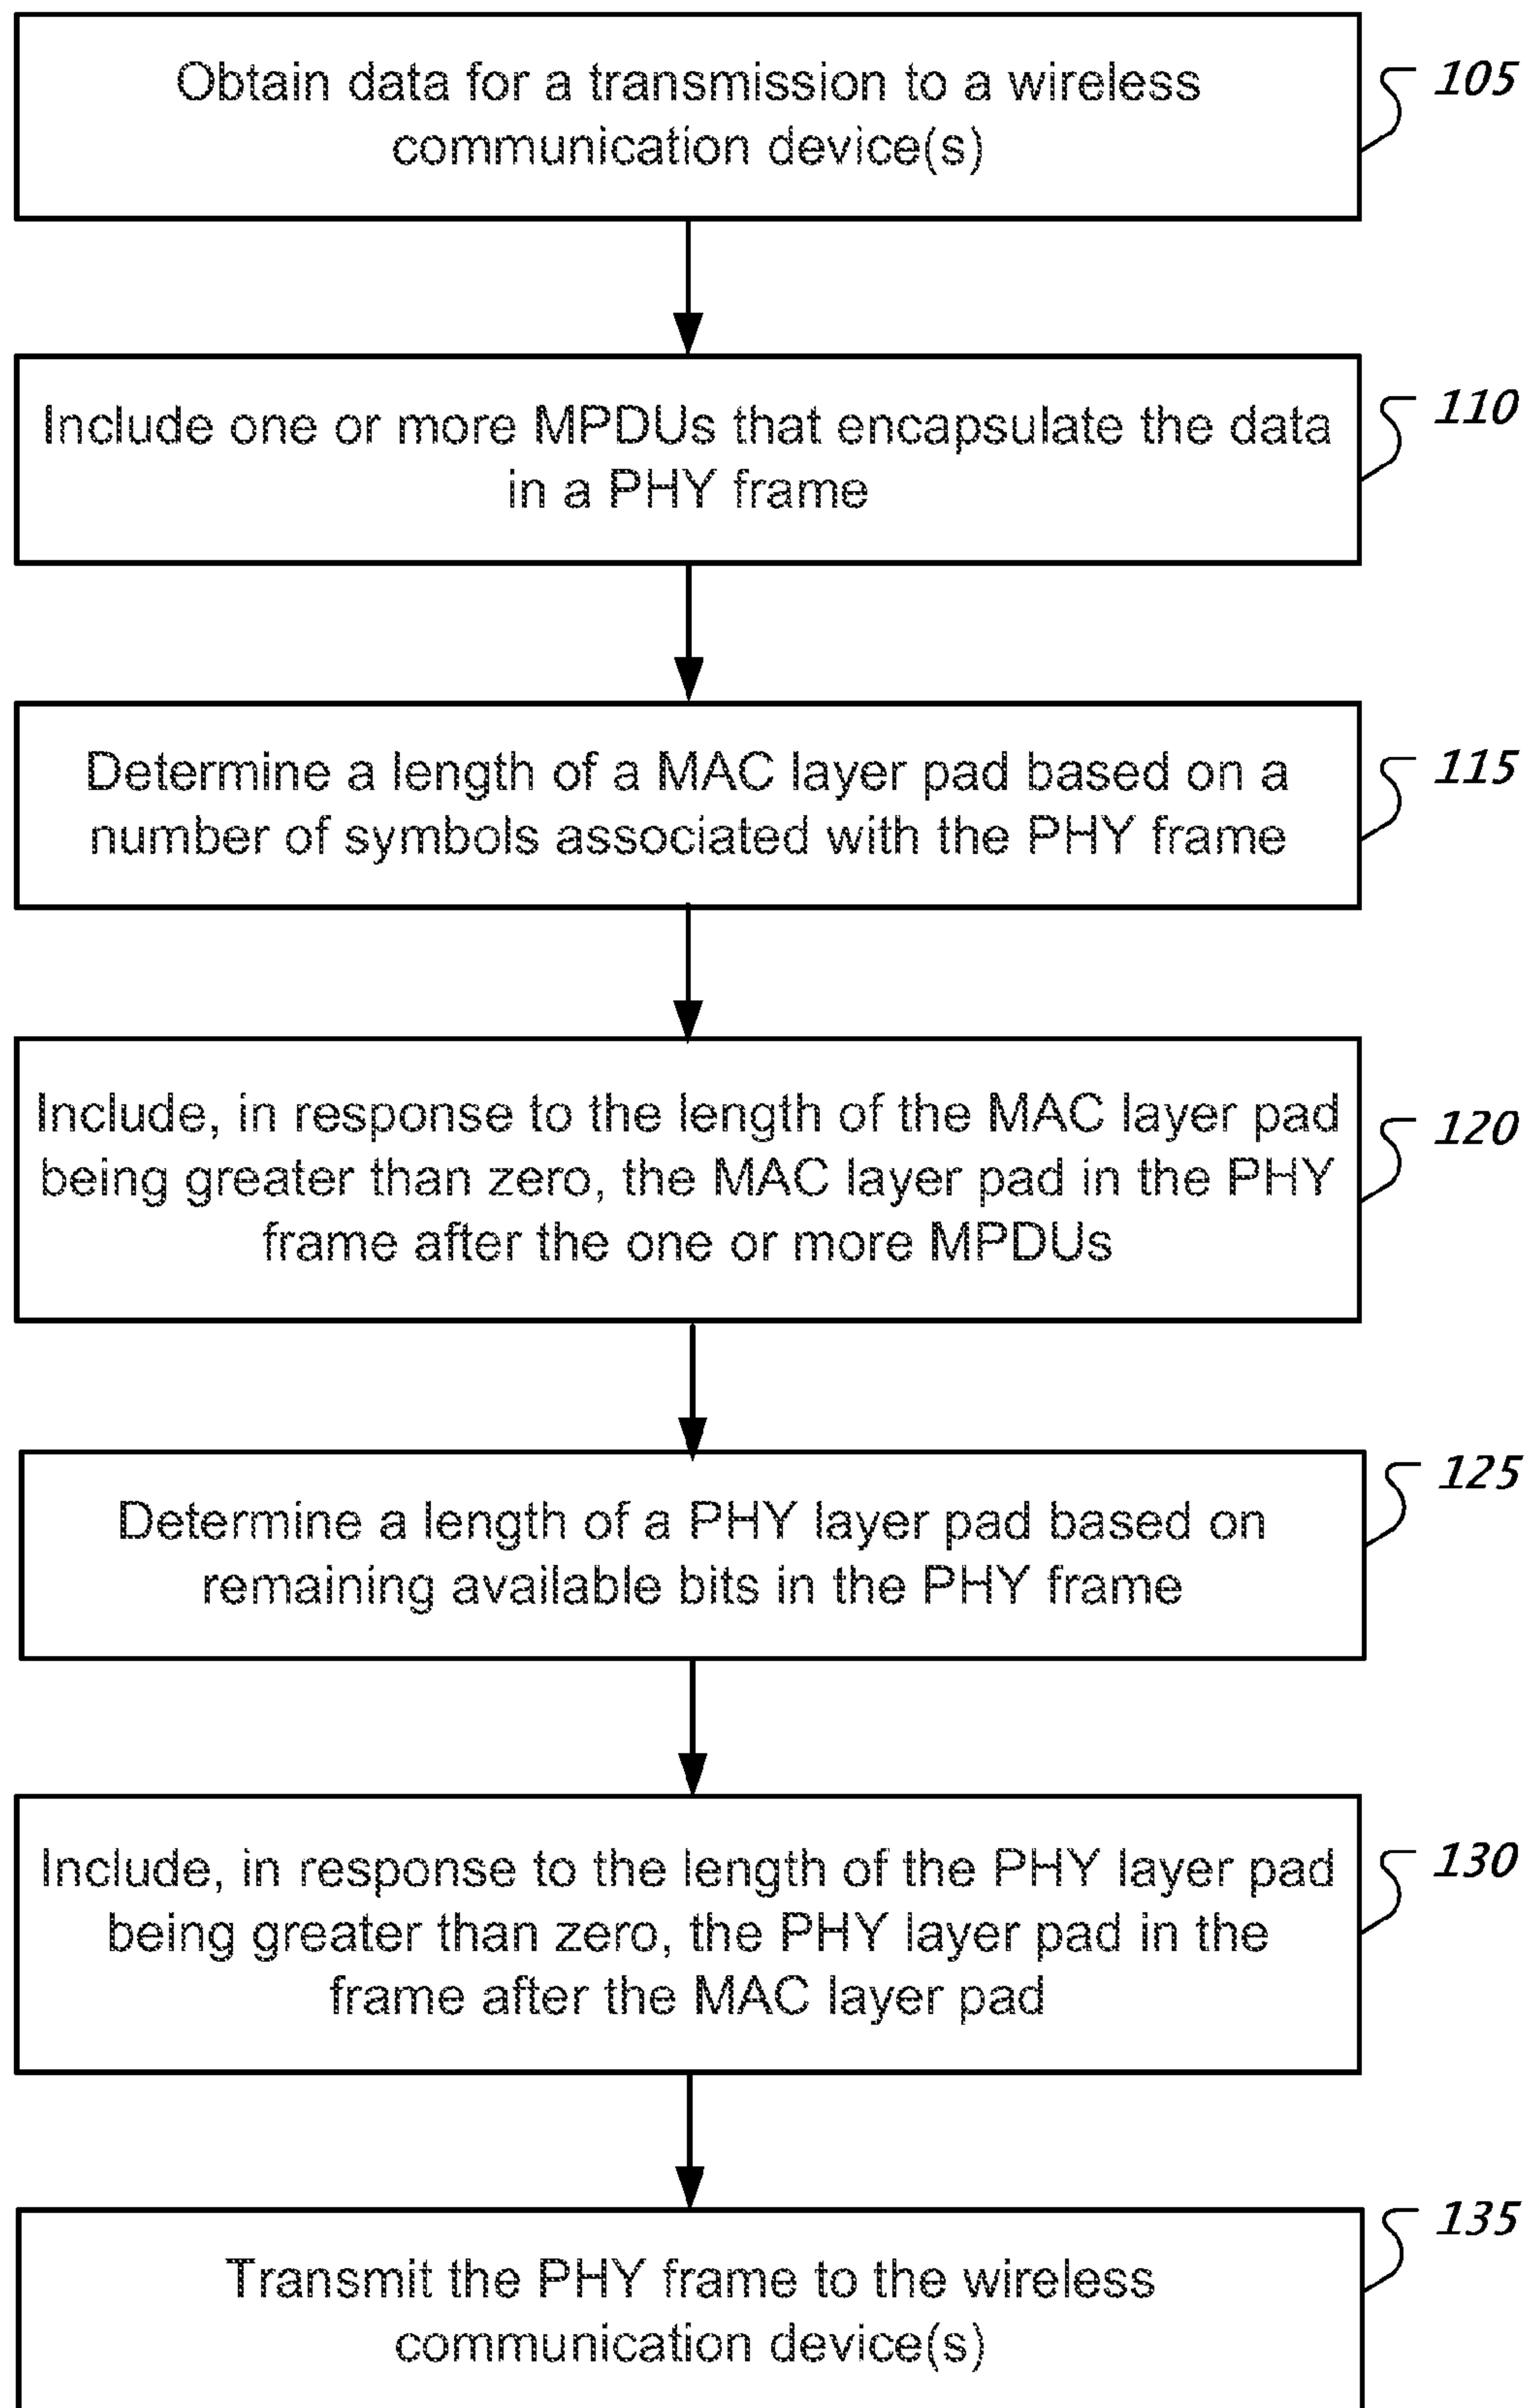 Obtain data for a transmission to a wireless
communication device(s)
105
Include one or more MPDUs that encapsulate the data
in a PHY frame
110
Determine a length of a MAC layer pad based on a
number of symbols associated with the PHY frame
115
Include, in response to the length of the MAC layer pad
being greater than zero, the MAC layer pad in the PHY
frame after the one or more MPDUs
120
Determine a length of a PHY layer pad based on
remaining available bits in the PHY frame
125
Include, in response to the length of the PHY layer pad
being greater than zero, the PHY layer pad in the
frame after the MAC layer pad
130
Transmit the PHY frame to the wireless
communication device(s)
135